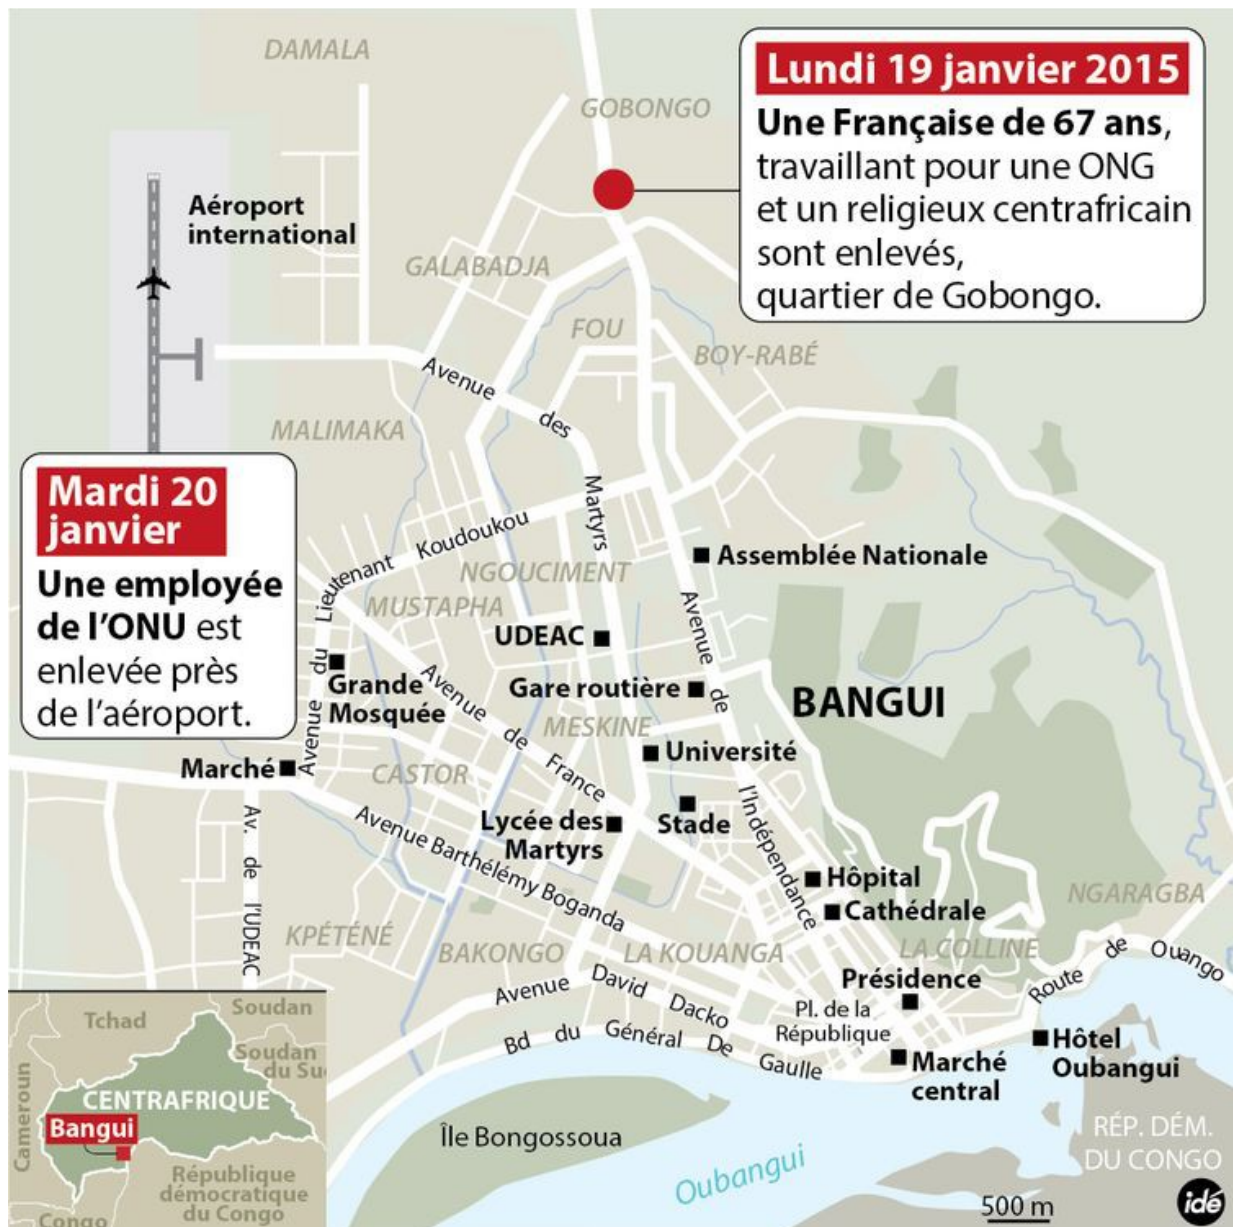 DAMALA
GOBONGO
Lundi 19 janvier 2015
Une Française de 67 ans,
travaillant pour une ONG
et un religieux centrafricain
sont enlevés,
quartier de Gobongo.
Aéroport
international
GALABADJA
FOU
BOY-RABÉ
Avenue des Martyrs
MALIMAKA
Mardi 20
janvier
Une employée
de l'ONU est
enlevée près
de l'aéroport.
Avenue du Lieutenant Koudoukou
NGOUCIMENT
MUSTAPHA
Assemblée Nationale
UDEAC
Avenue de l'Indépendance
Grande
Mosquée
Avenue de France
Gare routière
BANGUI
MESKINE
Université
Marché
CASTOR
Stade
Lycée des
Martyrs
Avenue Barthélémy Boganda
Av. de l'UDEAC
Hôpital
Cathédrale
NGARAGBA
KPÉTÉNÉ
BAKONGO
LA KOUANGA
LA COLLINE
Route de Ouango
Avenue David Dacko
Présidence
Pl. de la
République
Bd du Général De Gaulle
Marché
central
Hôtel
Oubangui
Île Bongossoua
Oubangui
RÉP. DÉM.
DU CONGO
500 m
idé
Tchad
Soudan
Soudan
du Su
Cameroun
CENTRAFRIQUE
Bangui
République
démocratique
du Congo
Congo